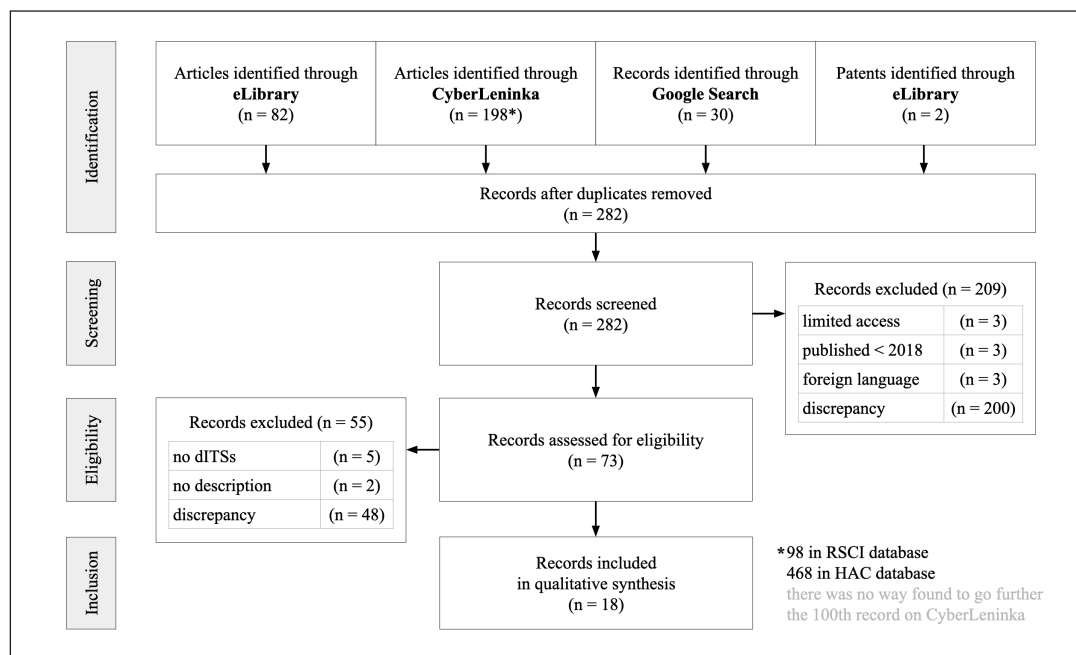 Identification
Articles identified through
eLibrary
(n = 82)
Articles identified through
CyberLeninka
(n = 198*)
Records identified through
Google Search
(n = 30)
Patents identified through
eLibrary
(n = 2)
Records after duplicates removed
(n = 282)
Screening
Records screened
(n = 282)
Records excluded (n = 209)
limited access (n = 3)
published < 2018 (n = 3)
foreign language (n = 3)
discrepancy (n = 200)
Eligibility
Records assessed for eligibility
(n = 73)
Records excluded (n = 55)
no dITSs (n = 5)
no description (n = 2)
discrepancy (n = 48)
Inclusion
Records included
in qualitative synthesis
(n = 18)
*98 in RSCI database
468 in HAC database
there was no way found to go further
the 100th record on CyberLeninka